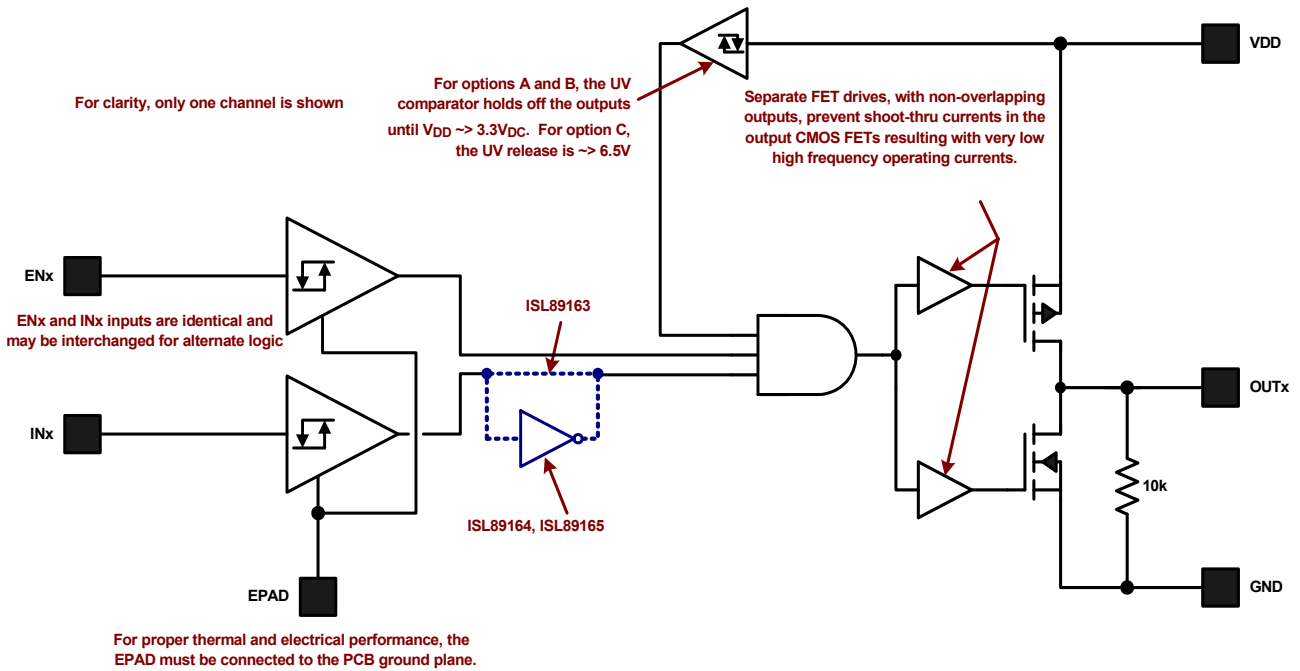 VDD
For clarity, only one channel is shown
For options A and B, the UV
comparator holds off the outputs
until VDD ~> 3.3VDC. For option C,
the UV release is ~> 6.5V
Separate FET drives, with non-overlapping
outputs, prevent shoot-thru currents in the
output CMOS FETs resulting with very low
high frequency operating currents.
ENx
ENx and INx inputs are identical and
may be interchanged for alternate logic
ISL89163
OUTx
INx
10k
ISL89164, ISL89165
EPAD
GND
For proper thermal and electrical performance, the
EPAD must be connected to the PCB ground plane.